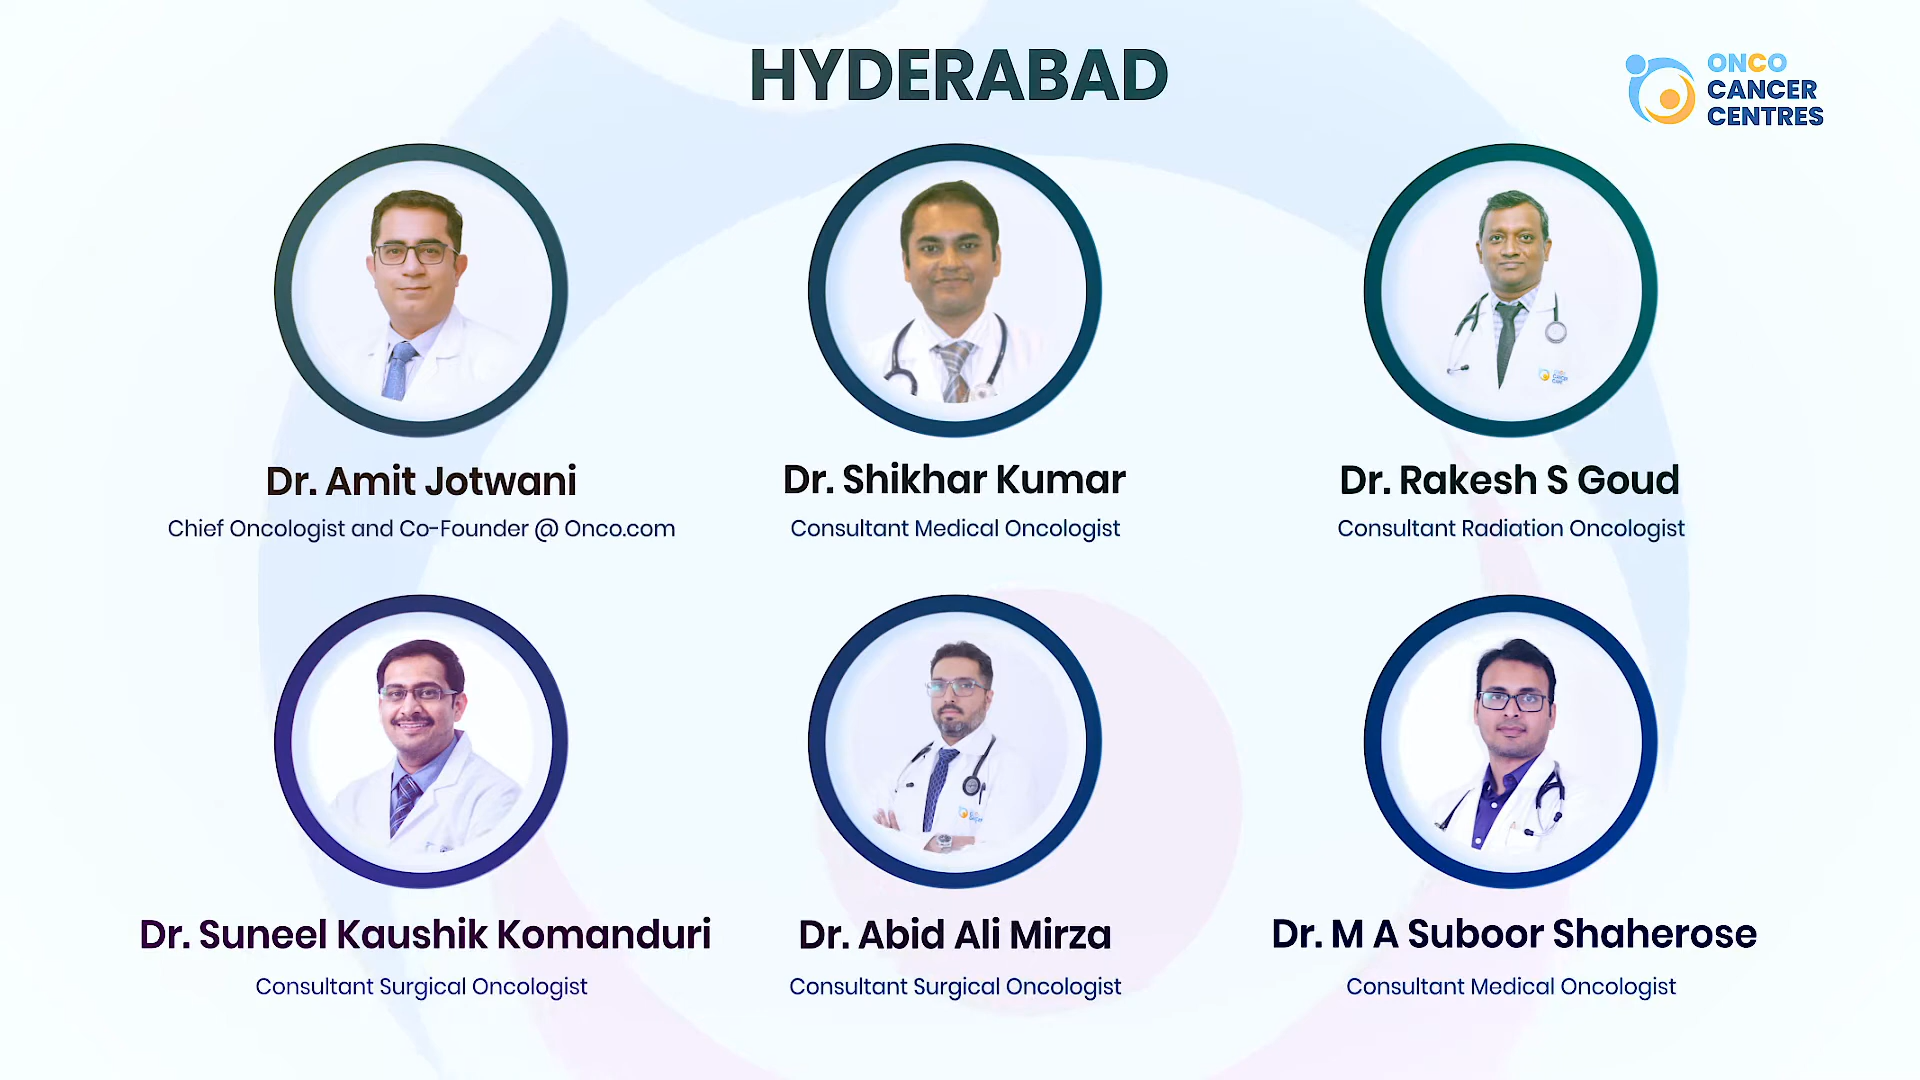 HYDERABAD
ONCO
CANCER
CENTRES
Dr. Amit Jotwani
Chief Oncologist and Co-Founder @ Onco.com
Dr. Shikhar Kumar
Consultant Medical Oncologist
Dr. Rakesh S Goud
Consultant Radiation Oncologist
Dr. Suneel Kaushik Komanduri
Consultant Surgical Oncologist
Dr. Abid Ali Mirza
Consultant Surgical Oncologist
Dr. M A Suboor Shaherose
Consultant Medical Oncologist